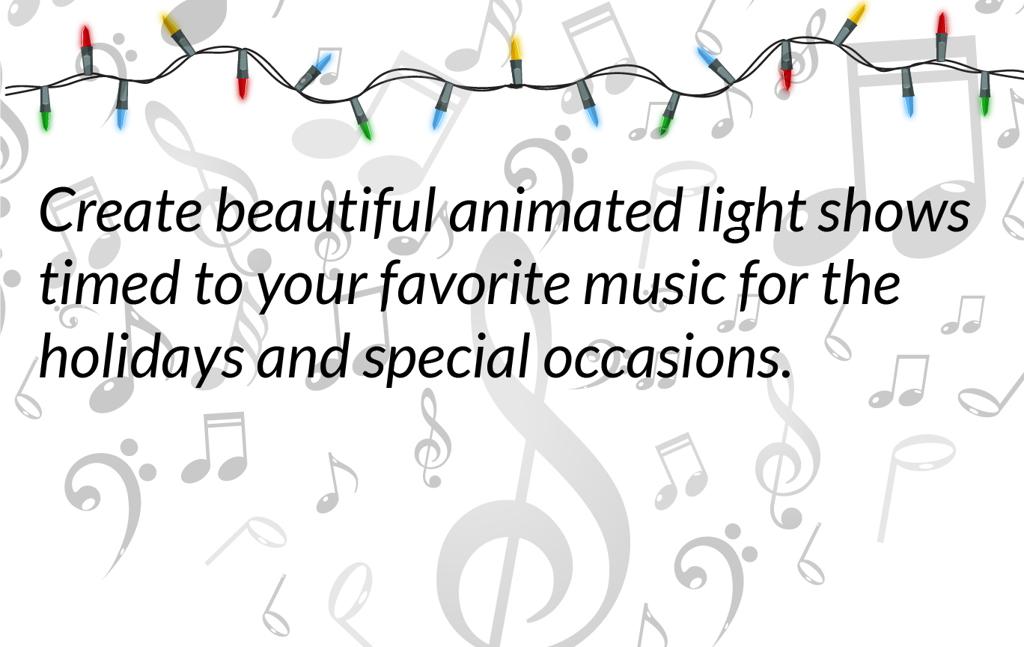 Create beautiful animated light shows
timed to your favorite music for the
holidays and special occasions.